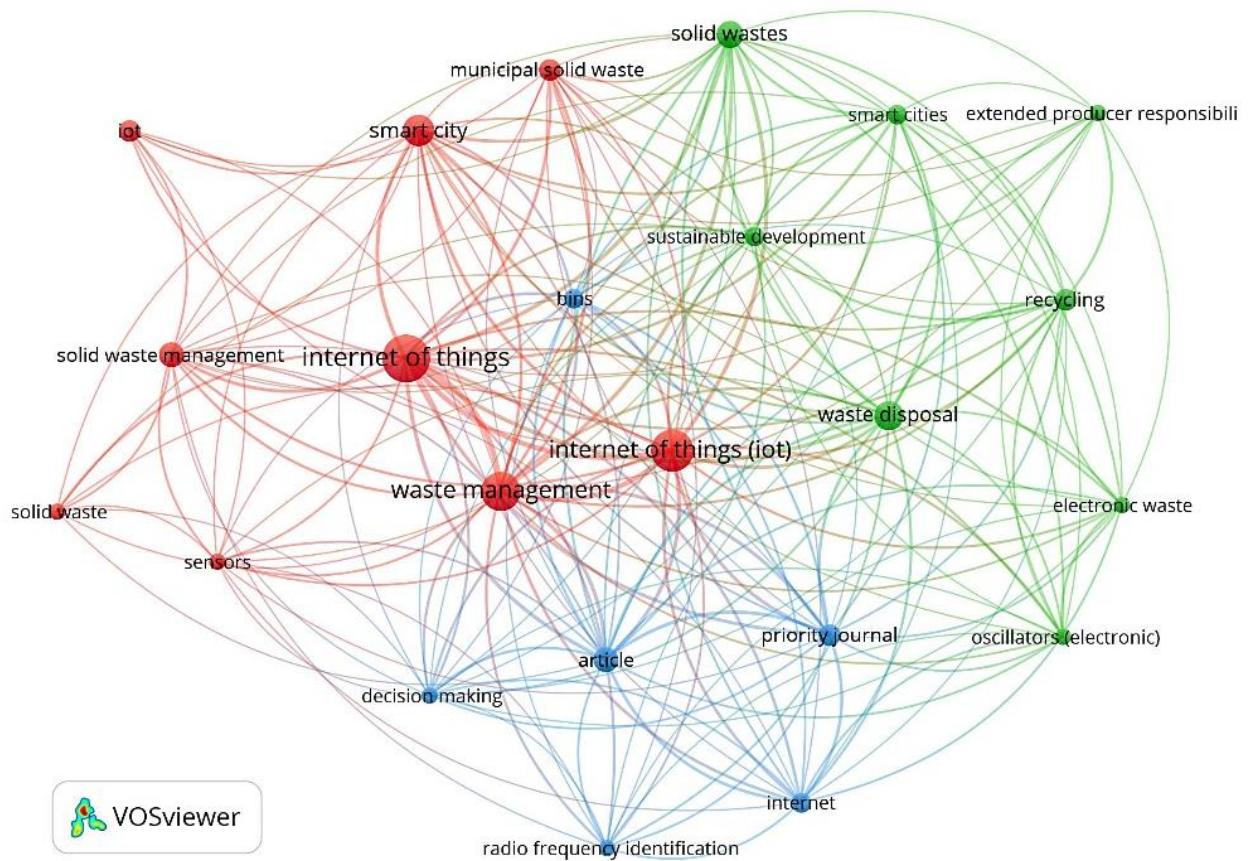 solid wastes
municipal solid waste
smart cities
extended producer responsibili
iot
smart city
sustainable development
bins
recycling
solid waste management
internet of things
waste disposal
internet of things (iot)
waste management
electronic waste
solid waste
sensors
priority journal
oscillators (electronic)
article
decision making
internet
VOSviewer
radio frequency identification